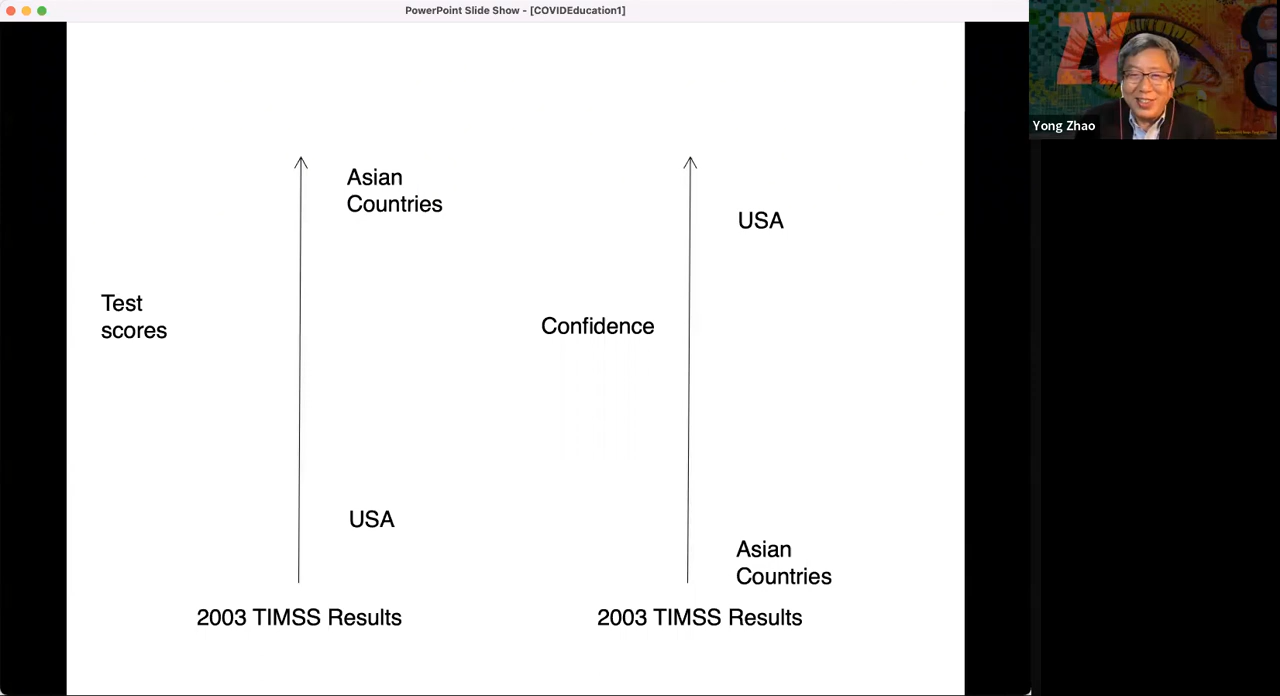 PowerPoint Slide Show - [COVIDEducation1]
Yong Zhao
Asian
Countries
USA
Test
scores
Confidence
USA
Asian
Countries
2003 TIMSS Results
2003 TIMSS Results